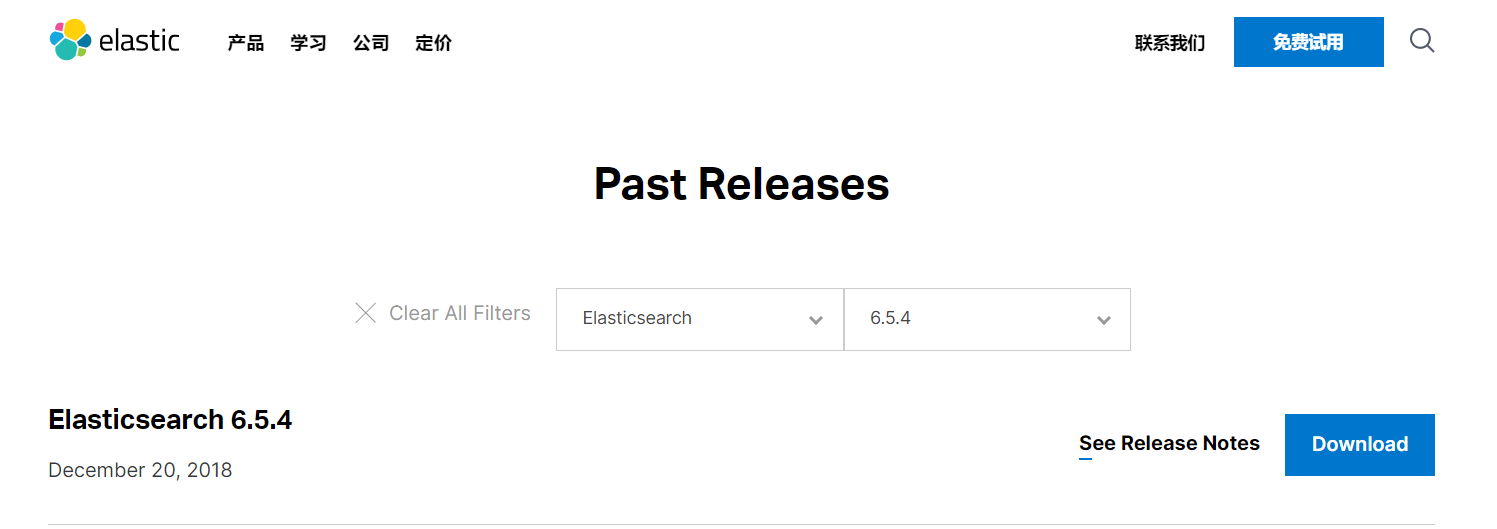 elastic 产品 学习 公司 定价 联系我们 免费试用
Past Releases
Clear All Filters Elasticsearch 6.5.4
Elasticsearch 6.5.4
See Release Notes Download
December 20, 2018